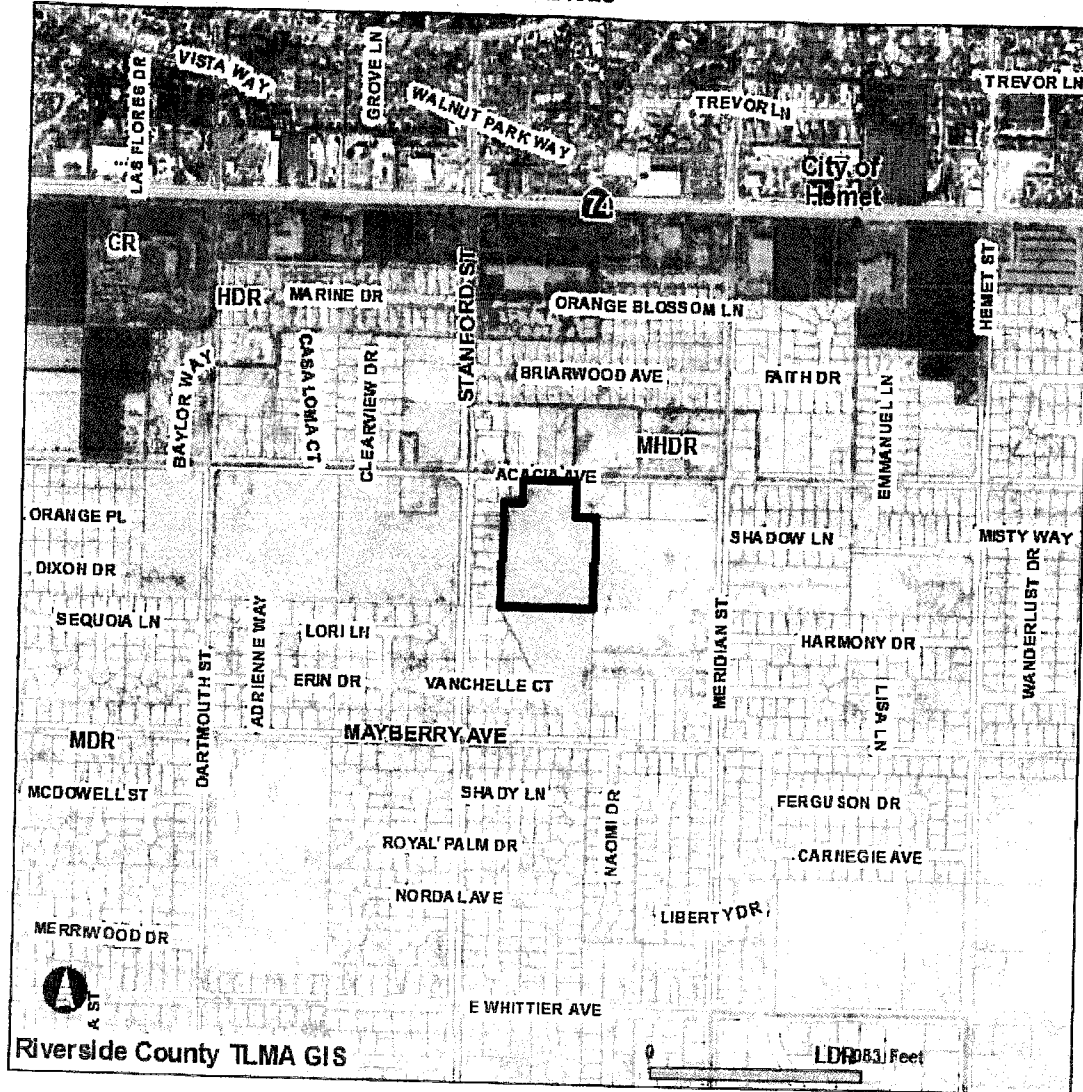 VISTA WAY
LAS FLORES DR
GROVE LN
WALNUT PARK WAY
TREVOR LN
TREVOR LN
City of
Hemet
74
CR
HDR
MARINE DR
STANFORD ST
ORANGE BLOSSOM LN
HEMET ST
BAYLOR WAY
CASA LOMA CT
CLEARVIEW DR
BRIARWOOD AVE
FAITH DR
EMMANUEL LN
MHDR
ACACIA AVE
ORANGE PL
SHADOW LN
MISTY WAY
DIXON DR
WANDERLUST DR
SEQUOIA LN
ADRIENNE WAY
LORI LN
HARMONY DR
ERIN DR
VANCHELLE CT
MERIDIAN ST
LISA LN
DARTMOUTH ST
MDR
MAYBERRY AVE
MCDOWELL ST
SHADY LN
NAOMI DR
FERGUSON DR
ROYAL PALM DR
CARNEGIE AVE
NORDAL AVE
LIBERTY DR
MERRIWOOD DR
A ST
E WHITTIER AVE
Riverside County TLMA GIS
0
LDR
083 Feet